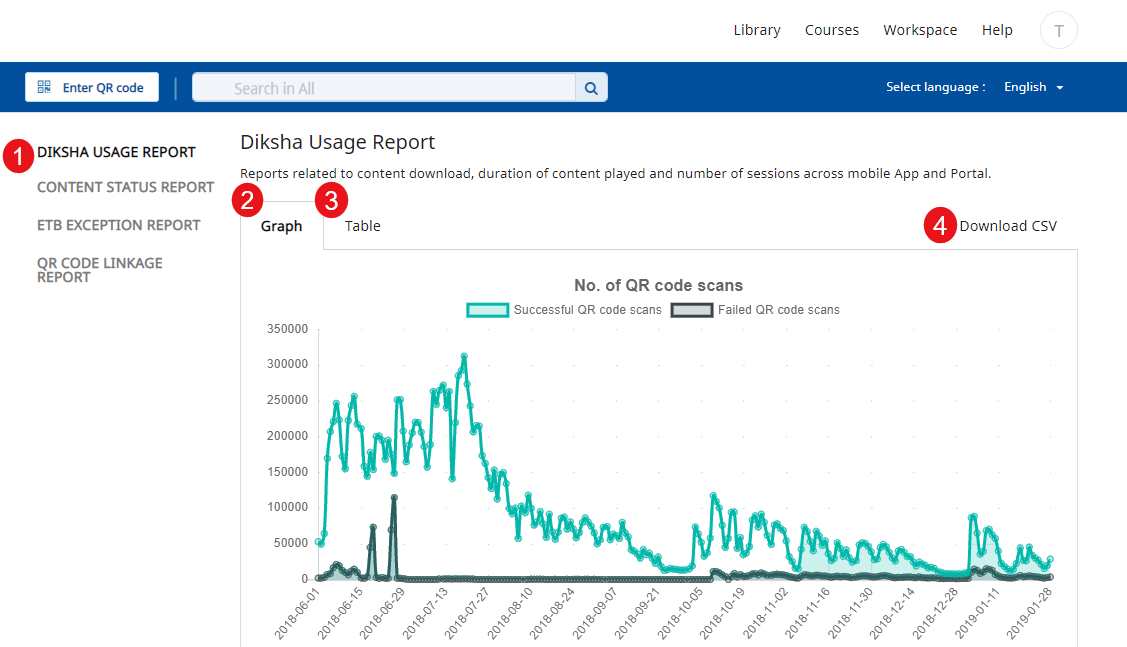 Library Courses Workspace Help T
Enter QR code Search in All Select language : English
1 DIKSHA USAGE REPORT
CONTENT STATUS REPORT
ETB EXCEPTION REPORT
QR CODE LINKAGE
REPORT
Diksha Usage Report
Reports related to content download, duration of content played and number of sessions across mobile App and Portal.
2 Graph 3 Table 4 Download CSV
No. of QR code scans
Successful QR code scans Failed QR code scans
350000
300000
250000
200000
150000
100000
50000
0
2018-06-01 2018-06-15 2018-06-29 2018-07-13 2018-07-27 2018-08-10 2018-08-24 2018-09-07 2018-09-21 2018-10-05 2018-10-19 2018-11-02 2018-11-16 2018-11-30 2018-12-14 2018-12-28 2019-01-11 2019-01-28